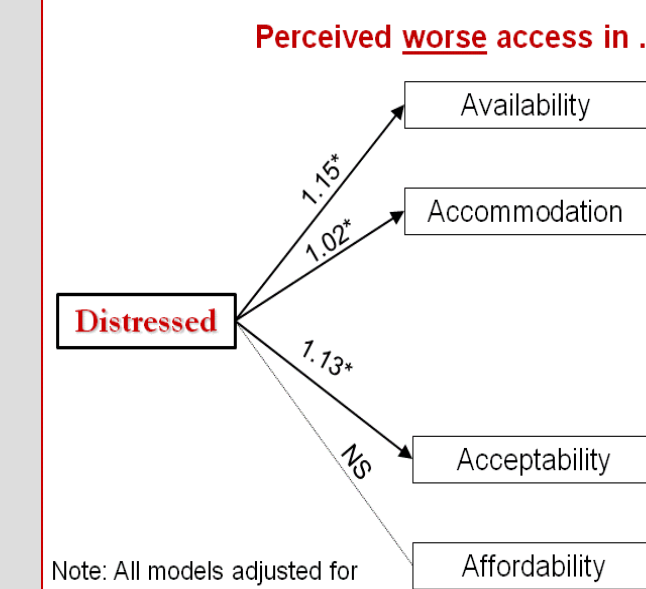 Perceived worse access in .
Availability
1.15*
Accommodation
1.02*
Distressed
1.13*
Acceptability
NS
Affordability
Note: All models adjusted for